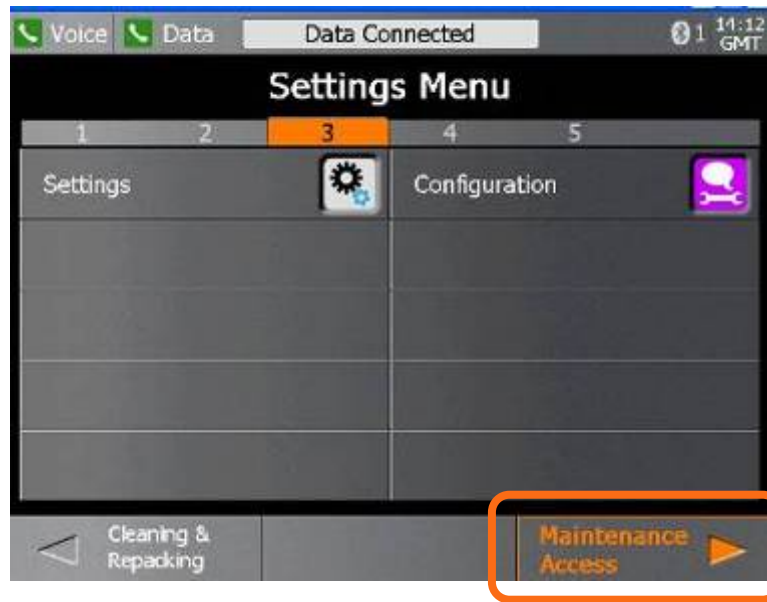 Voice Data Data Connected 1 14:12 GMT
Settings Menu
1 2 3 4 5
Settings Configuration
Cleaning & Repacking
Maintenance Access